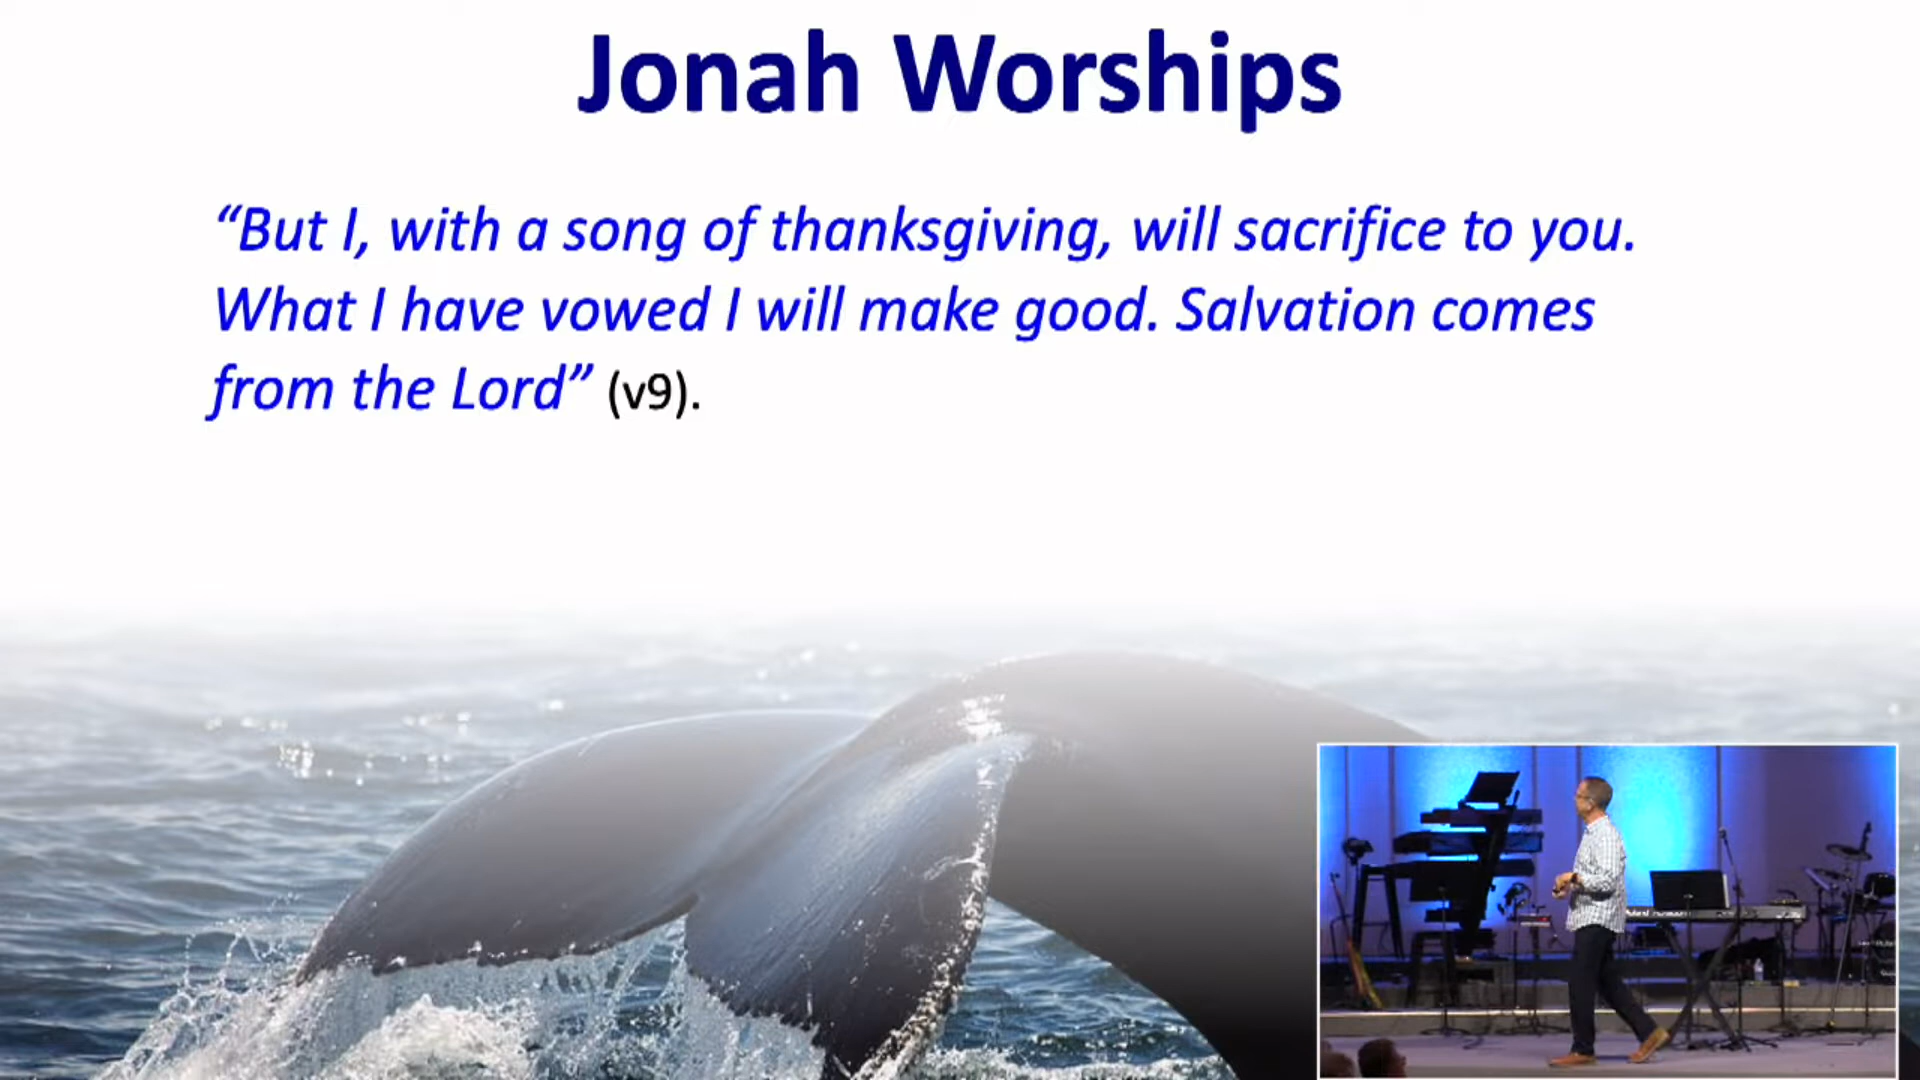 Jonah Worships
“But I, with a song of thanksgiving, will sacrifice to you.
What I have vowed I will make good. Salvation comes
from the Lord” (v9).
Roland